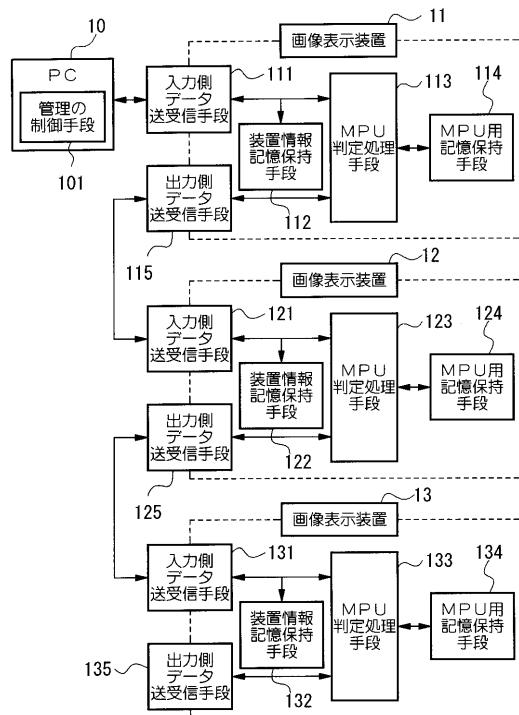 10
PC
管理の
制御手段
101
11
画像表示装置
入力側
データ
送受信手段
111
装置情報
記憶保持
手段
112
MPU
判定処理
手段
113
MPU用
記憶保持
手段
114
出力側
データ
送受信手段
115
12
画像表示装置
入力側
データ
送受信手段
121
装置情報
記憶保持
手段
122
MPU
判定処理
手段
123
MPU用
記憶保持
手段
124
出力側
データ
送受信手段
125
13
画像表示装置
入力側
データ
送受信手段
131
装置情報
記憶保持
手段
132
MPU
判定処理
手段
133
MPU用
記憶保持
手段
134
出力側
データ
送受信手段
135